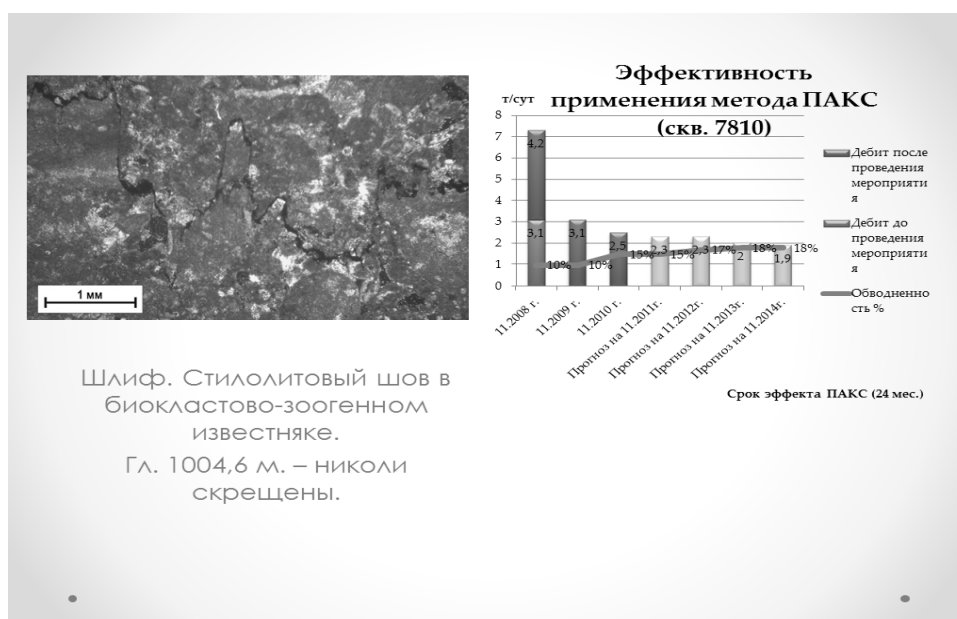 1 мм
Шлиф. Стилолитовый шов в
биокластово-зоогенном
известняке.
Гл. 1004,6 м. – николи
скрещены.
Эффективность
применения метода ПАКС
(скв. 7810)
т/сут
8
7
6
5
4
3
2
1
0
4,2
3,1
3,1
2,5
2,3
2,3
2
1,9
10%
10%
15%
15%
17%
18%
18%
11.2008 г.
11.2009 г.
11.2010 г.
Прогноз на 11.2011г.
Прогноз на 11.2012г.
Прогноз на 11.2013г.
Прогноз на 11.2014г.
Дебит после
проведения
мероприяти
я
Дебит до
проведения
мероприяти
я
Обводненно
сть %
Срок эффекта ПАКС (24 мес.)